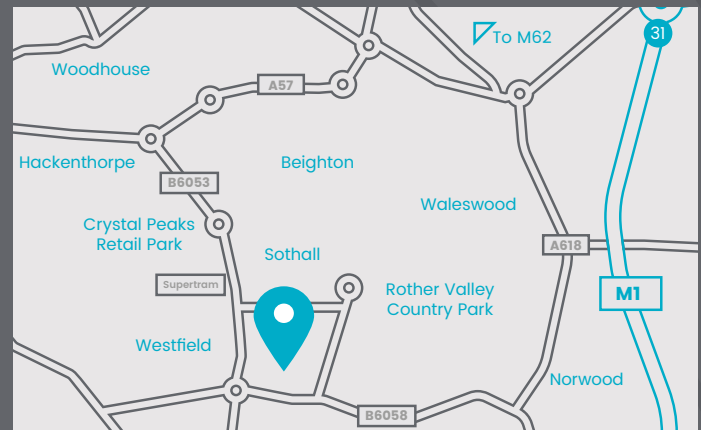 31
To M62
Woodhouse
A57
Hackenthorpe
Beighton
B6053
Waleswood
Crystal Peaks
Retail Park
A618
Sothall
Supertram
Rother Valley
Country Park
M1
Westfield
Norwood
B6058